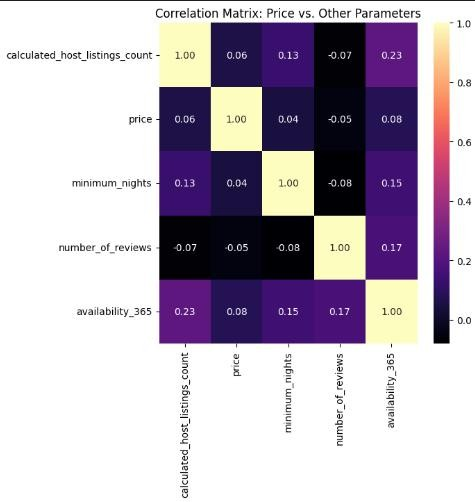 Correlation Matrix: Price vs. Other Parameters
calculated_host_listings_count 1.00 0.06 0.13 -0.07 0.23
price 0.06 1.00 0.04 -0.05 0.08
minimum_nights 0.13 0.04 1.00 -0.08 0.15
number_of_reviews -0.07 -0.05 -0.08 1.00 0.17
availability_365 0.23 0.08 0.15 0.17 1.00
calculated_host_listings_count
price
minimum_nights
number_of_reviews
availability_365
1.0
0.8
0.6
0.4
0.2
0.0